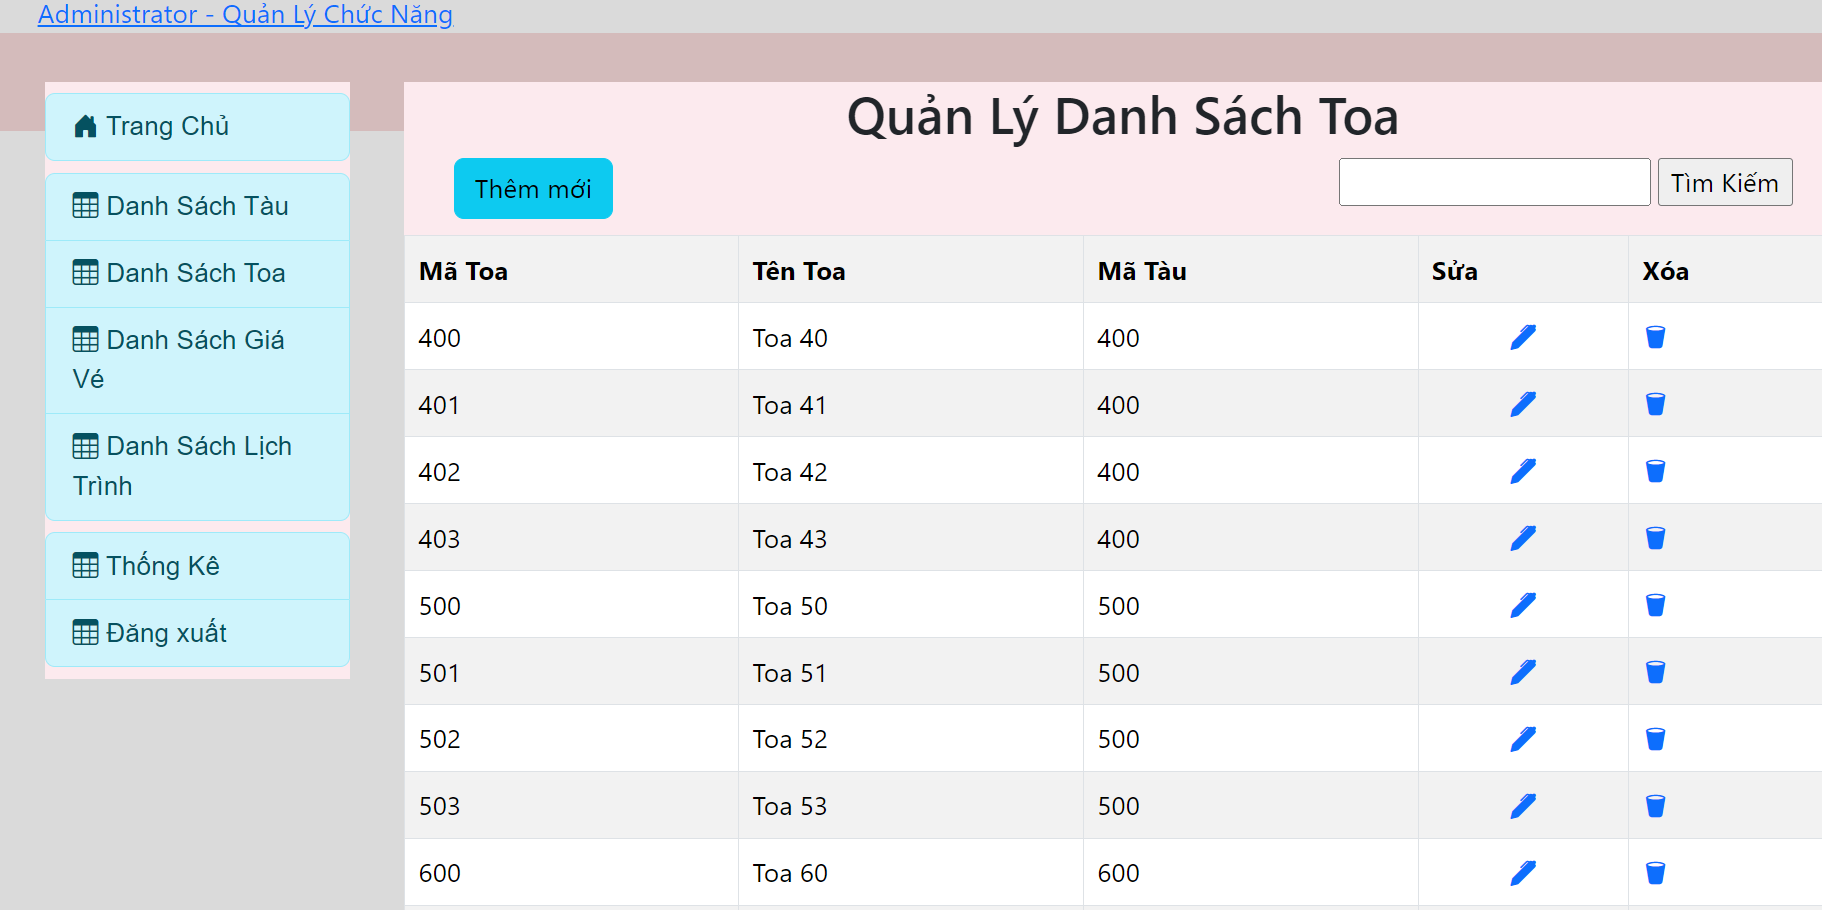 Administrator - Quản Lý Chức Năng
Trang Chủ
Danh Sách Tàu
Danh Sách Toa
Danh Sách Giá
Vé
Danh Sách Lịch
Trình
Thống Kê
Đăng xuất
Quản Lý Danh Sách Toa
Thêm mới Tìm Kiếm
Mã Toa Tên Toa Mã Tàu Sửa Xóa
400 Toa 40 400
401 Toa 41 400
402 Toa 42 400
403 Toa 43 400
500 Toa 50 500
501 Toa 51 500
502 Toa 52 500
503 Toa 53 500
600 Toa 60 600